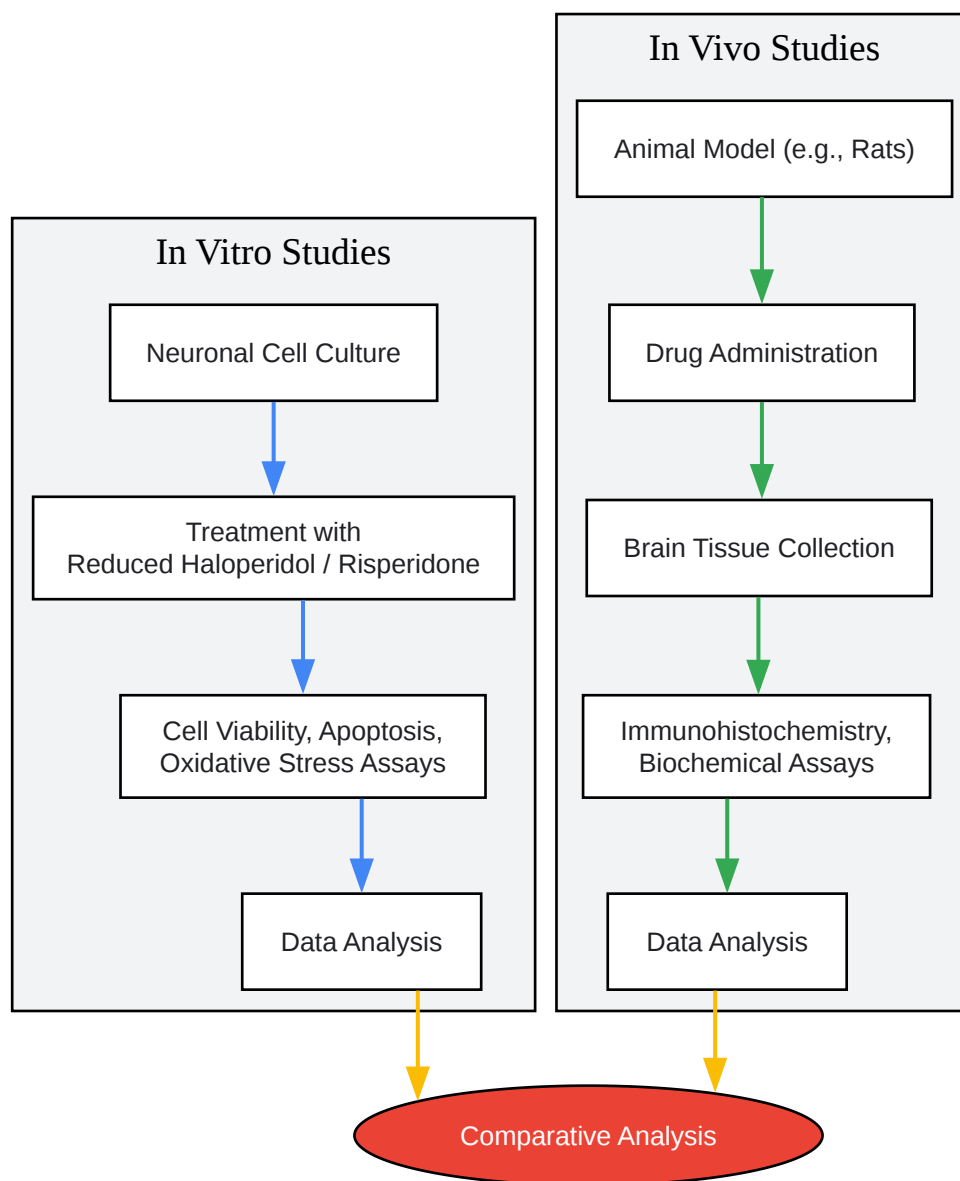 In Vitro Studies
Neuronal Cell Culture
Treatment with
Reduced Haloperidol / Risperidone
Cell Viability, Apoptosis,
Oxidative Stress Assays
Data Analysis
In Vivo Studies
Animal Model (e.g., Rats)
Drug Administration
Brain Tissue Collection
Immunohistochemistry,
Biochemical Assays
Data Analysis
Comparative Analysis